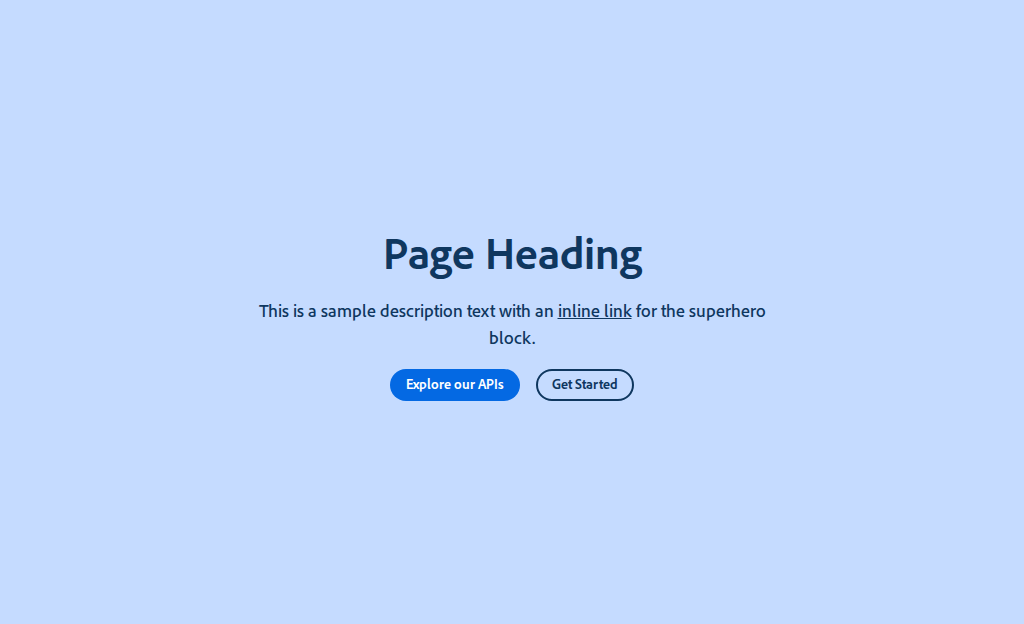 Page Heading
This is a sample description text with an inline link for the superhero
block.
Explore our APIs
Get Started